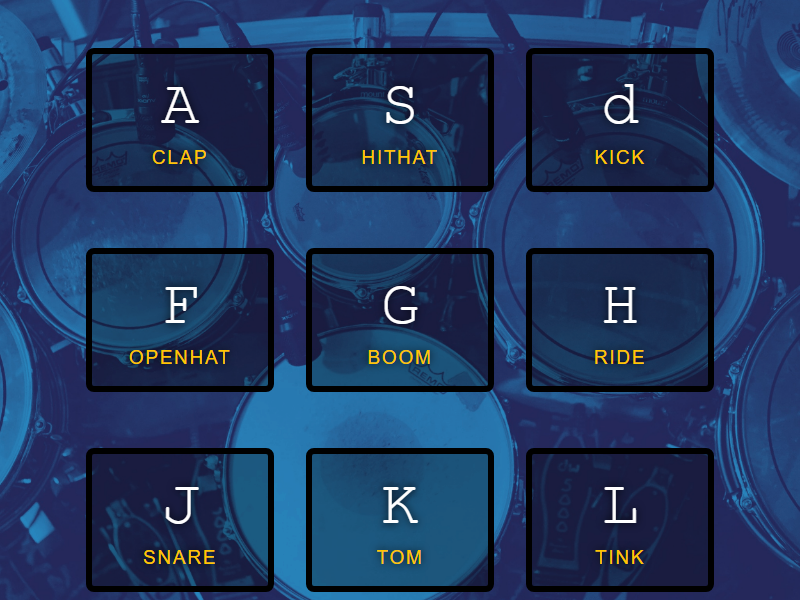 A
CLAP
S
HITHAT
d
KICK
F
OPENHAT
G
BOOM
H
RIDE
J
SNARE
K
TOM
L
TINK